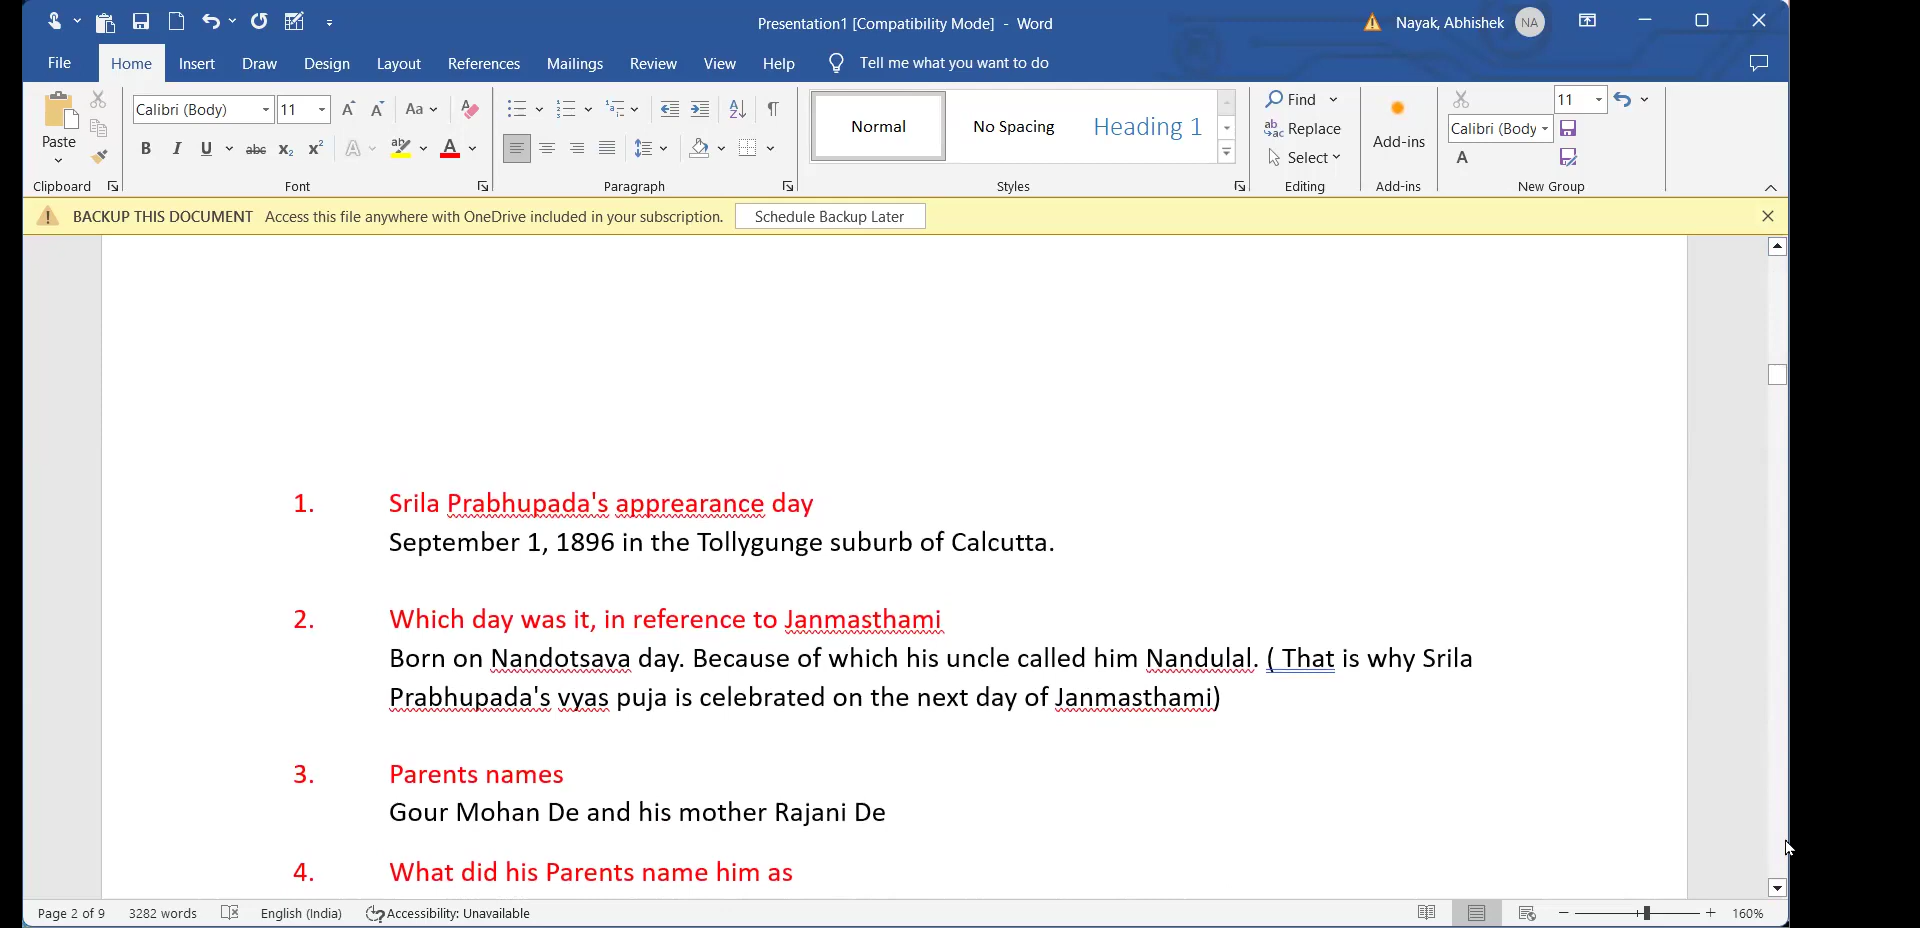 Presentation1 [Compatibility Mode] - Word
Nayak, Abhishek NA
File Home Insert Draw Design Layout References Mailings Review View Help Tell me what you want to do
Paste
Clipboard
Calibri (Body) 11 A A Aa
B I U abc x₂ x² A ab A
Font
Paragraph
Normal No Spacing Heading 1
Styles
Find
Replace
Select
Editing
Add-ins
Add-ins
11
Calibri (Body
A
New Group
BACKUP THIS DOCUMENT Access this file anywhere with OneDrive included in your subscription. Schedule Backup Later
1. Srila Prabhupada's apprearance day
September 1, 1896 in the Tollygunge suburb of Calcutta.
2. Which day was it, in reference to Janmasthami
Born on Nandotsava day. Because of which his uncle called him Nandulal. ( That is why Srila
Prabhupada's vyas puja is celebrated on the next day of Janmasthami)
3. Parents names
Gour Mohan De and his mother Rajani De
4. What did his Parents name him as
Page 2 of 9 3282 words English (India) Accessibility: Unavailable 160%